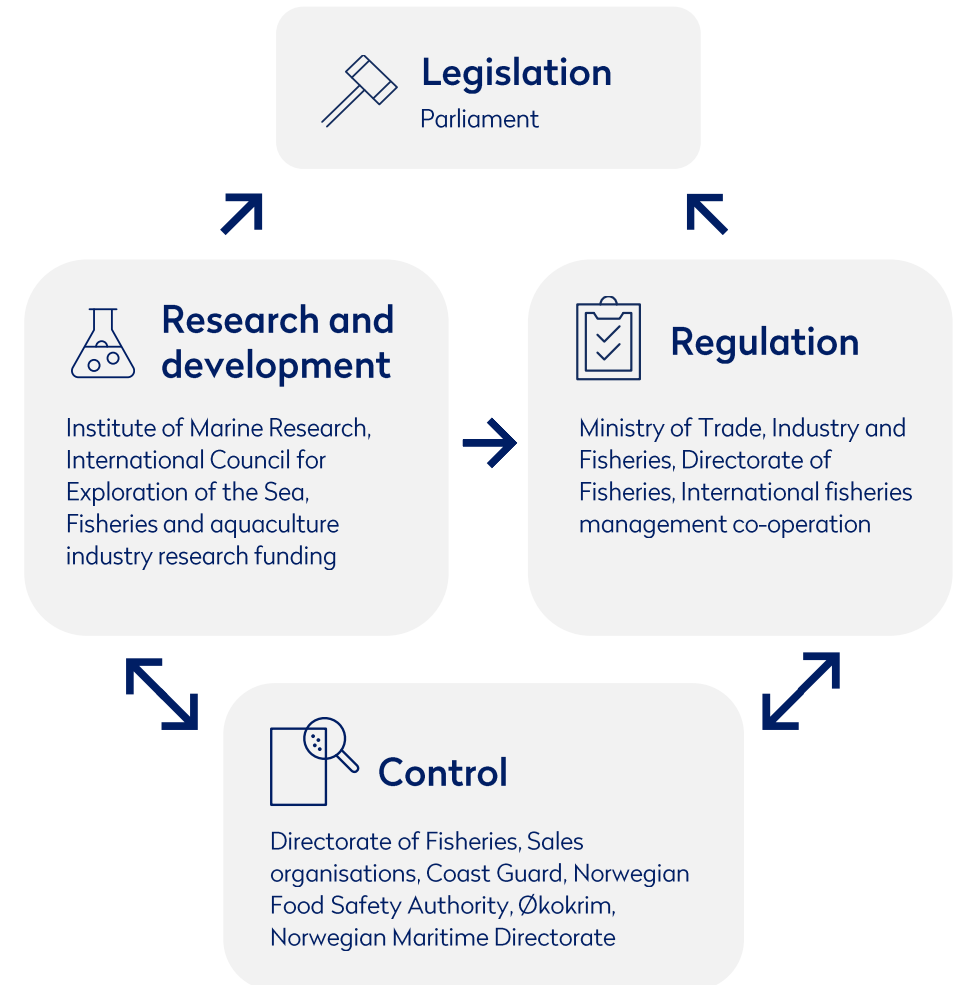 Legislation
Parliament
Research and
development
Institute of Marine Research,
International Council for
Exploration of the Sea,
Fisheries and aquaculture
industry research funding
Regulation
Ministry of Trade, Industry and
Fisheries, Directorate of
Fisheries, International fisheries
management co-operation
Control
Directorate of Fisheries, Sales
organisations, Coast Guard, Norwegian
Food Safety Authority, Økokrim,
Norwegian Maritime Directorate